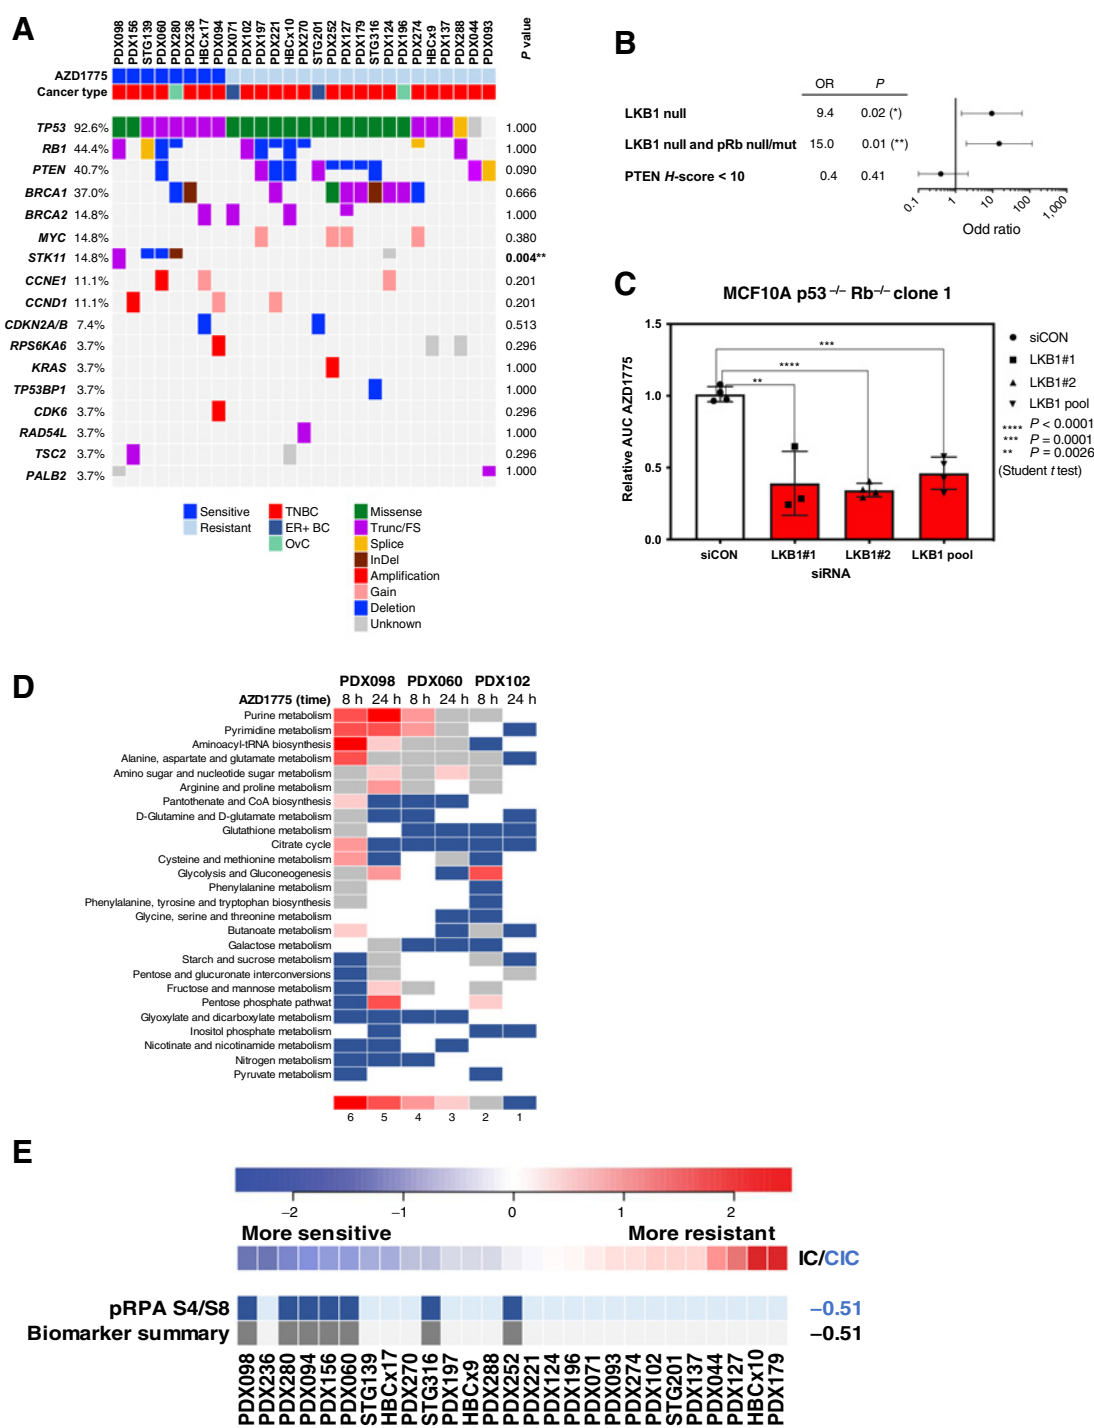 A
PDX098 PDX156 STG139 PDX060 PDX280 PDX236 HBCx17 PDX094 PDX071 PDX102 PDX197 PDX221 HBCx10 PDX270 STG201 PDX252 PDX127 PDX179 STG316 PDX124 PDX196 PDX274 HBCx9 PDX137 PDX288 PDX044 PDX093 P value
AZD1775
Cancer type
TP53 92.6% 1.000
RB1 44.4% 1.000
PTEN 40.7% 0.090
BRCA1 37.0% 0.666
BRCA2 14.8% 1.000
MYC 14.8% 0.380
STK11 14.8% 0.004**
CCNE1 11.1% 0.201
CCND1 11.1% 0.201
CDKN2A/B 7.4% 0.513
RPS6KA6 3.7% 0.296
KRAS 3.7% 1.000
TP53BP1 3.7% 1.000
CDK6 3.7% 0.296
RAD54L 3.7% 1.000
TSC2 3.7% 0.296
PALB2 3.7% 1.000
Sensitive
Resistant
TNBC
ER+ BC
OvC
Missense
Trunc/FS
Splice
InDel
Amplification
Gain
Deletion
Unknown
B
OR P
LKB1 null 9.4 0.02 (*)
LKB1 null and pRb null/mut 15.0 0.01 (**)
PTEN H-score < 10 0.4 0.41
0.1 1 10 100 1,000
Odd ratio
C
MCF10A p53 –/– Rb–/– clone 1
Relative AUC AZD1775
1.5
1.0
0.5
0.0
***
****
**
siCON LKB1#1 LKB1#2 LKB1 pool
siRNA
siCON
LKB1#1
LKB1#2
LKB1 pool
**** P < 0.0001
*** P = 0.0001
** P = 0.0026
(Student t test)
D
PDX098 PDX060 PDX102
AZD1775 (time) 8 h 24 h 8 h 24 h 8 h 24 h
Purine metabolism
Pyrimidine metabolism
Aminoacyl-tRNA biosynthesis
Alanine, aspartate and glutamate metabolism
Amino sugar and nucleotide sugar metabolism
Arginine and proline metabolism
Pantothenate and CoA biosynthesis
D-Glutamine and D-glutamate metabolism
Glutathione metabolism
Citrate cycle
Cysteine and methionine metabolism
Glycolysis and Gluconeogenesis
Phenylalanine metabolism
Phenylalanine, tyrosine and tryptophan biosynthesis
Glycine, serine and threonine metabolism
Butanoate metabolism
Galactose metabolism
Starch and sucrose metabolism
Pentose and glucuronate interconversions
Fructose and mannose metabolism
Pentose phosphate pathwat
Glyoxylate and dicarboxylate metabolism
Inositol phosphate metabolism
Nicotinate and nicotinamide metabolism
Nitrogen metabolism
Pyruvate metabolism
6 5 4 3 2 1
E
–2 –1 0 1 2
More sensitive More resistant
IC/CIC
pRPA S4/S8 –0.51
Biomarker summary –0.51
PDX098 PDX236 PDX280 PDX094 PDX156 PDX060 STG139 HBCx17 PDX270 STG316 PDX197 HBCx9 PDX288 PDX252 PDX221 PDX124 PDX196 PDX071 PDX093 PDX274 PDX102 STG201 PDX137 PDX044 PDX127 HBCx10 PDX179